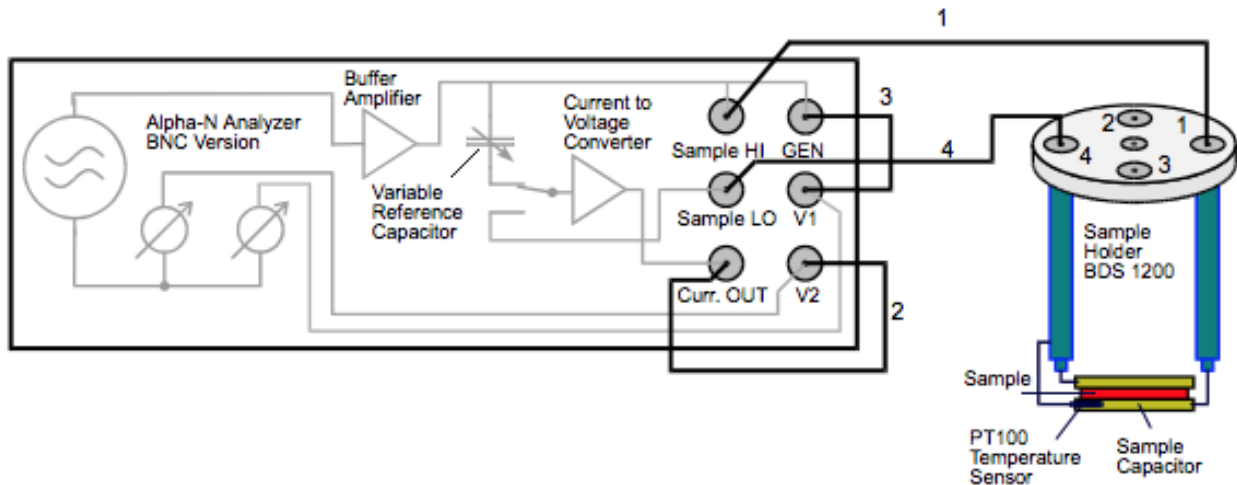 1
Buffer
Amplifier
Alpha-N Analyzer
BNC Version
Current to
Voltage
Converter
Variable
Reference
Capacitor
Sample HI
GEN
3
4
Sample LO
V1
Curr. OUT
V2
2
2
1
4
3
Sample
Holder
BDS 1200
Sample
PT100
Temperature
Sensor
Sample
Capacitor